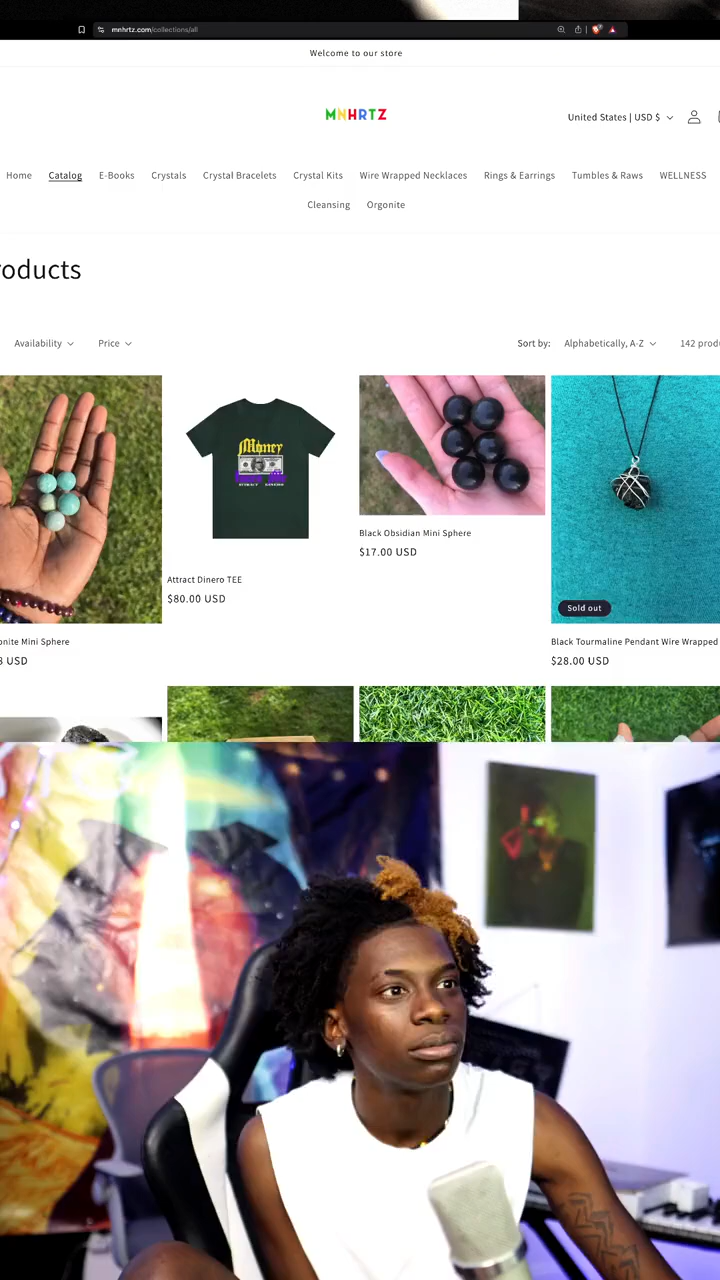 mnhrtz.com/collections/all
Welcome to our store
MNHRTZ
United States | USD $
Home Catalog E-Books Crystals Crystal Bracelets Crystal Kits Wire Wrapped Necklaces Rings & Earrings Tumbles & Raws WELLNESS
Cleansing Orgonite
roducts
Availability Price Sort by: Alphabetically, A-Z 142 produ
Money
Black Obsidian Mini Sphere
$17.00 USD
Attract Dinero TEE
$80.00 USD
Sold out
onite Mini Sphere
8 USD
Black Tourmaline Pendant Wire Wrapped
$28.00 USD